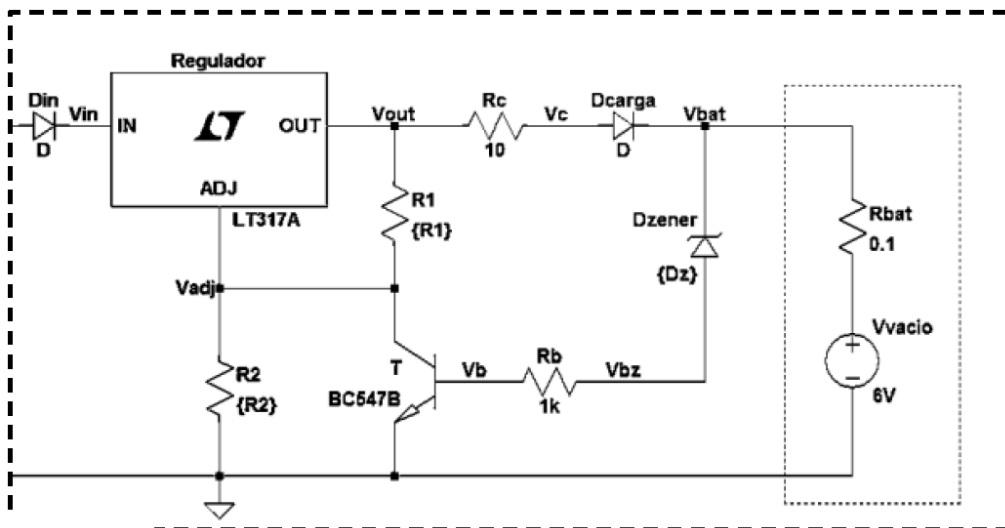 Regulador
Din
Vin
D
IN
OUT
ADJ
LT317A
Vout
Rc
10
Vc
Dcarga
D
Vbat
R1
{R1}
Dzener
{Dz}
Rbat
0.1
Vadj
R2
{R2}
T
BC547B
Vb
Rb
1k
Vbz
Vvacio
6V